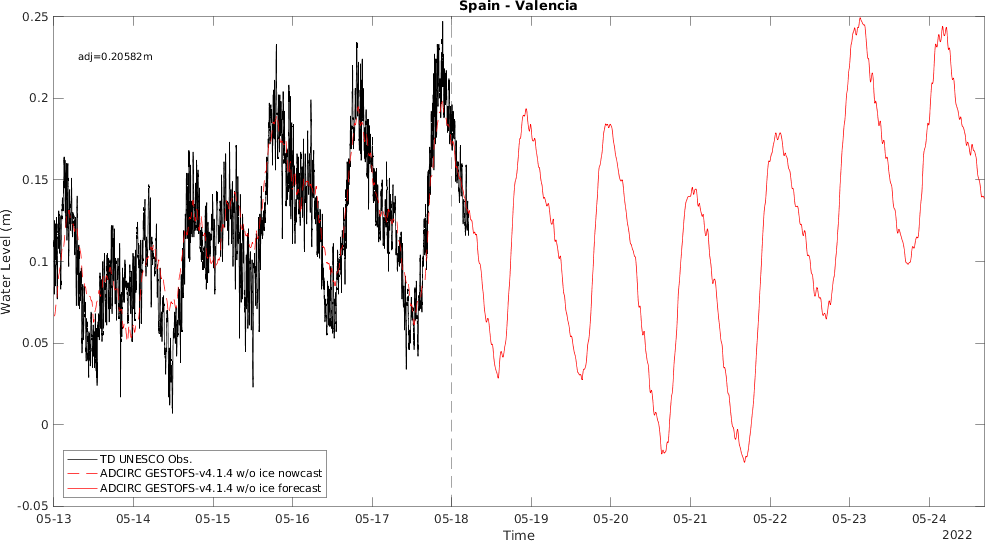 Spain - Valencia
adj=0.20582m
Water Level (m)
0.25
0.2
0.15
0.1
0.05
0
-0.05
TD UNESCO Obs.
ADCIRC GESTOFS-v4.1.4 w/o ice nowcast
ADCIRC GESTOFS-v4.1.4 w/o ice forecast
05-13 05-14 05-15 05-16 05-17 05-18 05-19 05-20 05-21 05-22 05-23 05-24
Time
2022